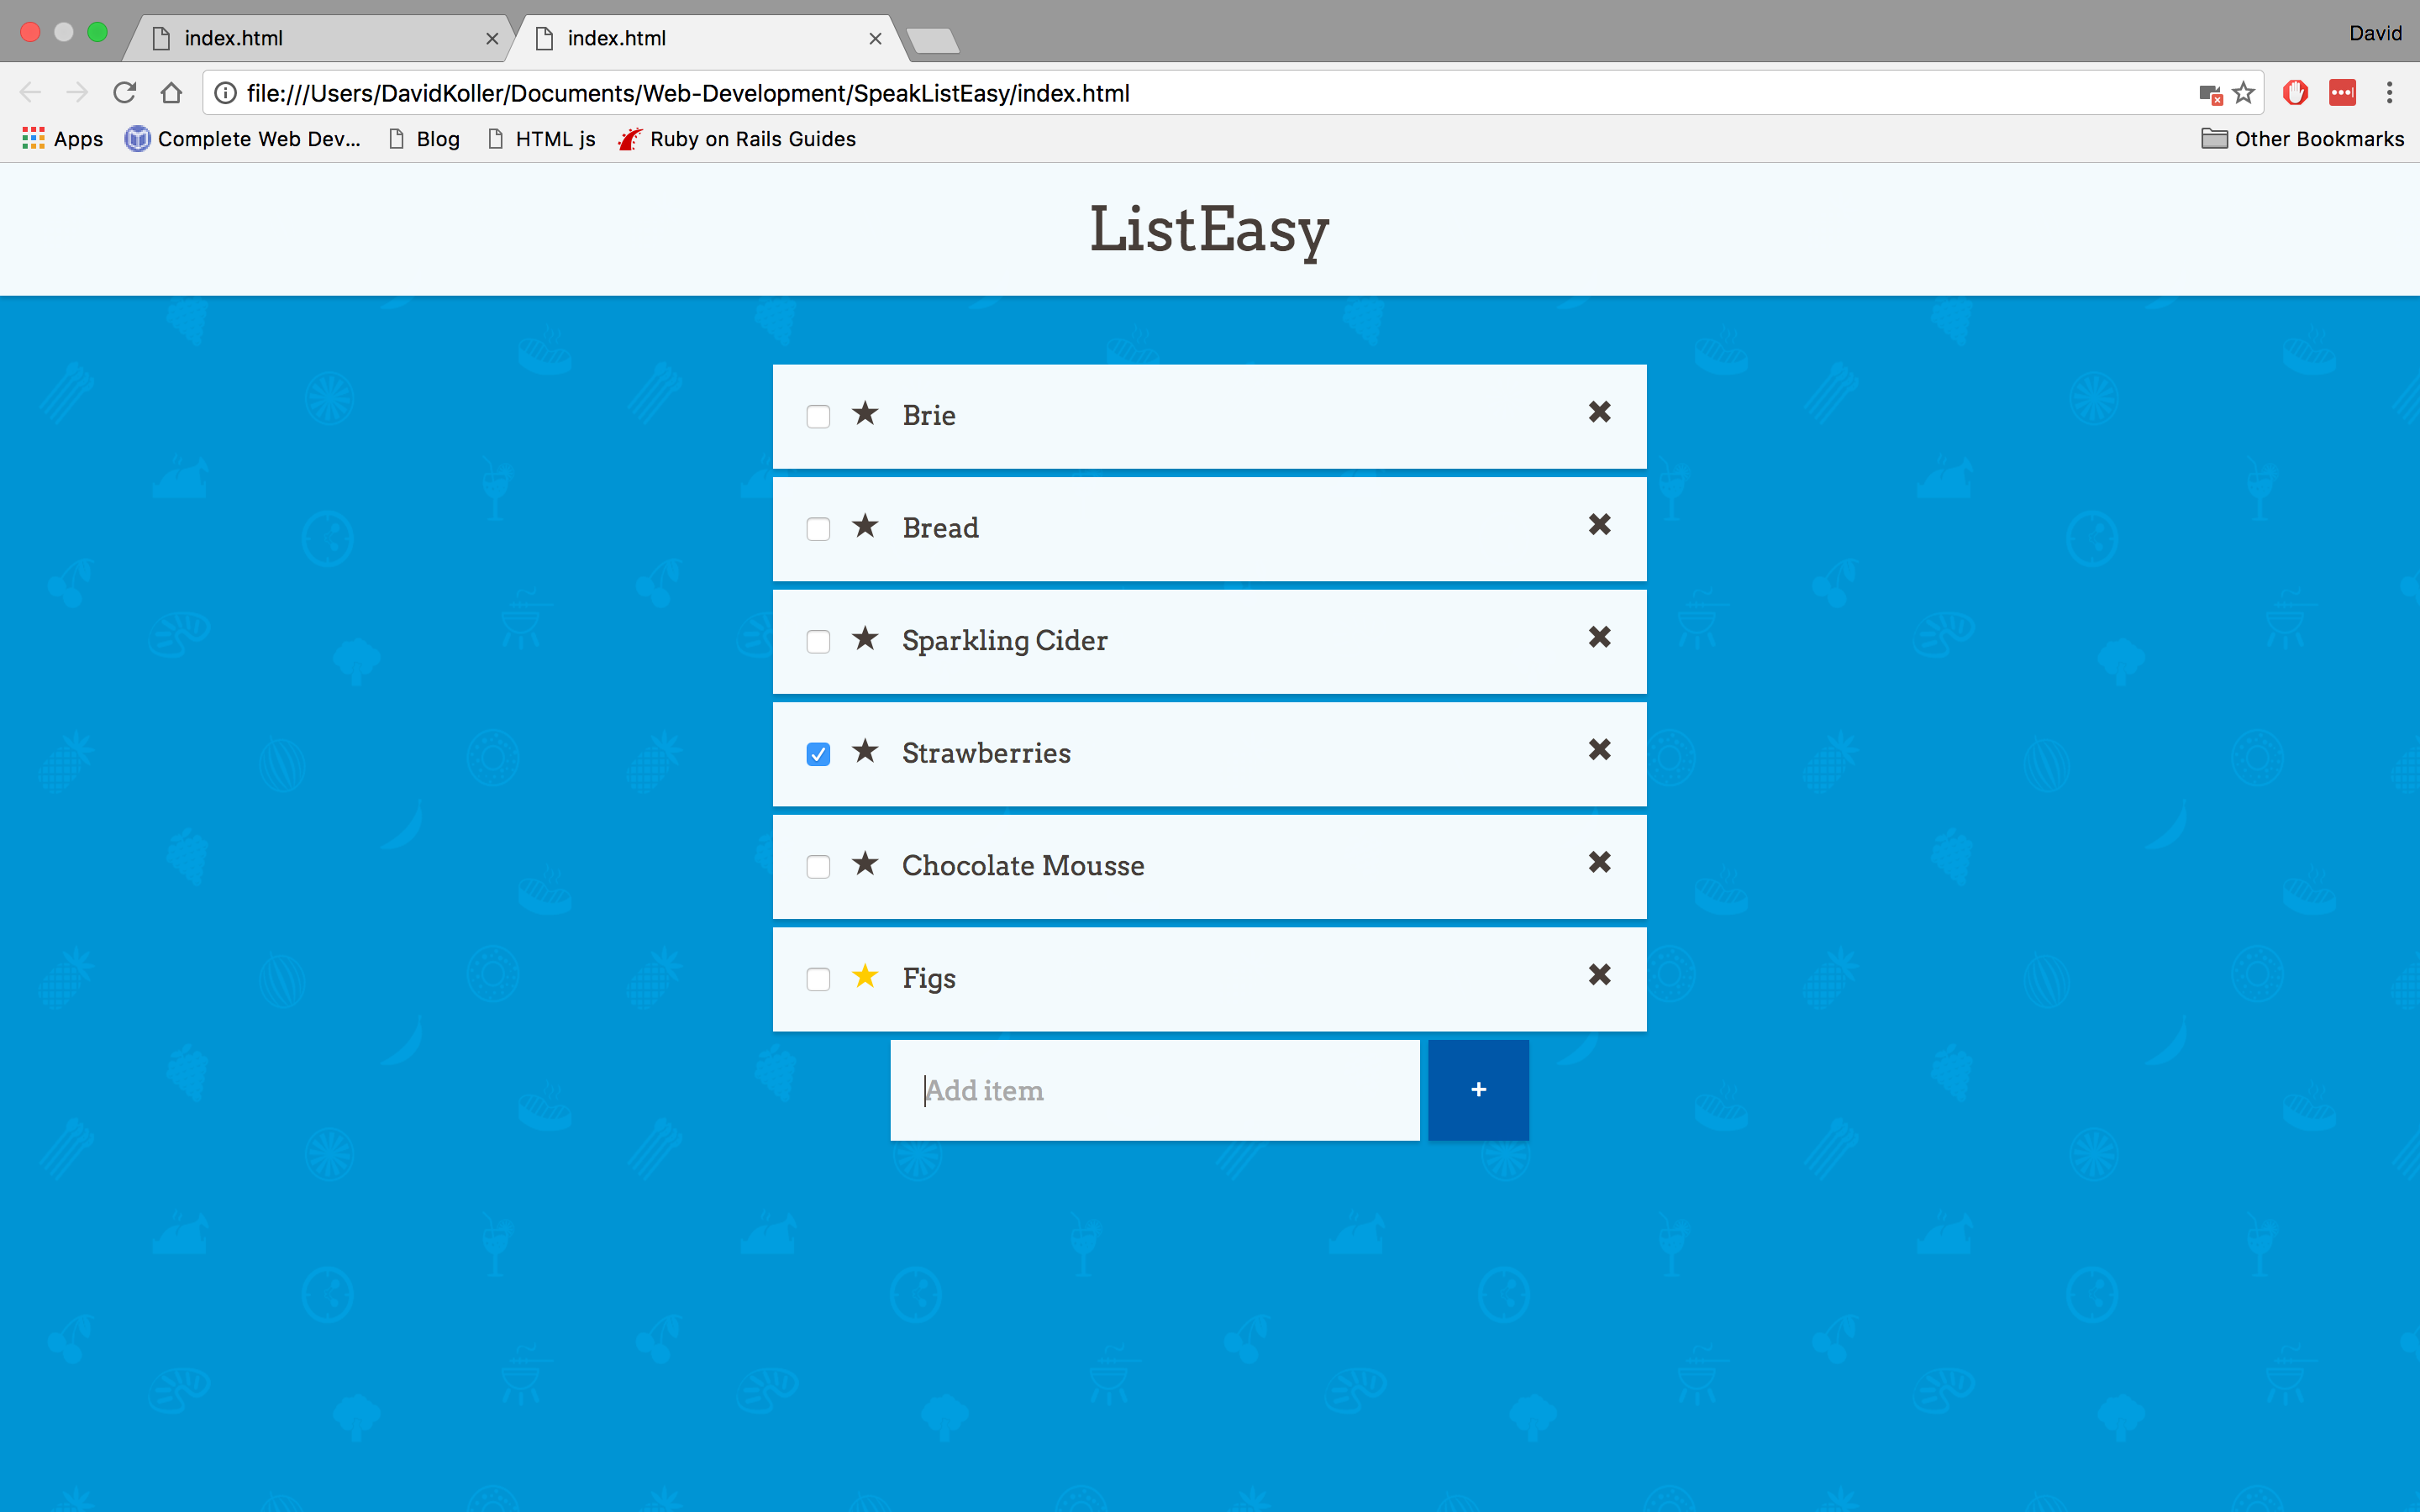 index.html
index.html
David
file:///Users/DavidKoller/Documents/Web-Development/SpeakListEasy/index.html
Apps
Complete Web Dev...
Blog
HTML js
Ruby on Rails Guides
Other Bookmarks
ListEasy
Brie
Bread
Sparkling Cider
Strawberries
Chocolate Mousse
Figs
Add item
+